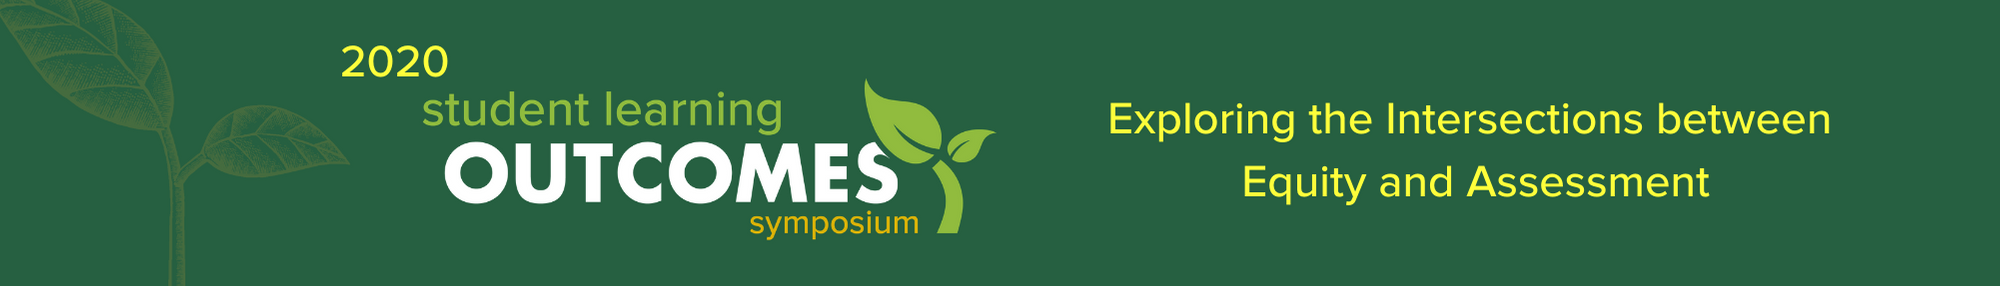 2020
student learning
OUTCOMES
symposium
Exploring the Intersections between
Equity and Assessment